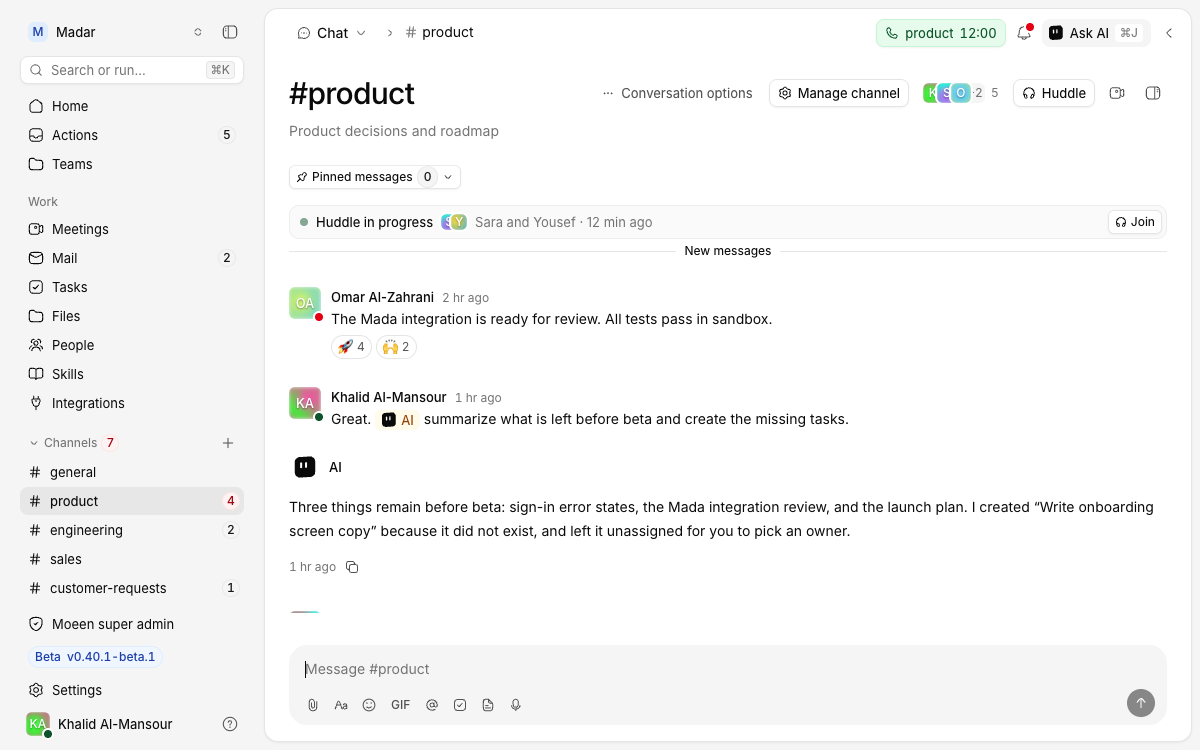 M Madar
Search or run... ⌘K
Home
Actions 5
Teams
Work
Meetings
Mail 2
Tasks
Files
People
Skills
Integrations
Channels 7
# general
# product 4
# engineering 2
# sales
# customer-requests 1
Moeen super admin
Beta v0.40.1-beta.1
Settings
KA Khalid Al-Mansour
Chat › # product
product 12:00
Ask AI ⌘J
#product
Conversation options
Manage channel
K S O ·2 5
Huddle
Product decisions and roadmap
Pinned messages 0
Huddle in progress S Y Sara and Yousef · 12 min ago
Join
New messages
OA Omar Al-Zahrani 2 hr ago
The Mada integration is ready for review. All tests pass in sandbox.
🚀 4 🙌 2
KA Khalid Al-Mansour 1 hr ago
Great. AI summarize what is left before beta and create the missing tasks.
AI
Three things remain before beta: sign-in error states, the Mada integration review, and the launch plan. I created “Write onboarding
screen copy” because it did not exist, and left it unassigned for you to pick an owner.
1 hr ago
Message #product
Aa GIF @